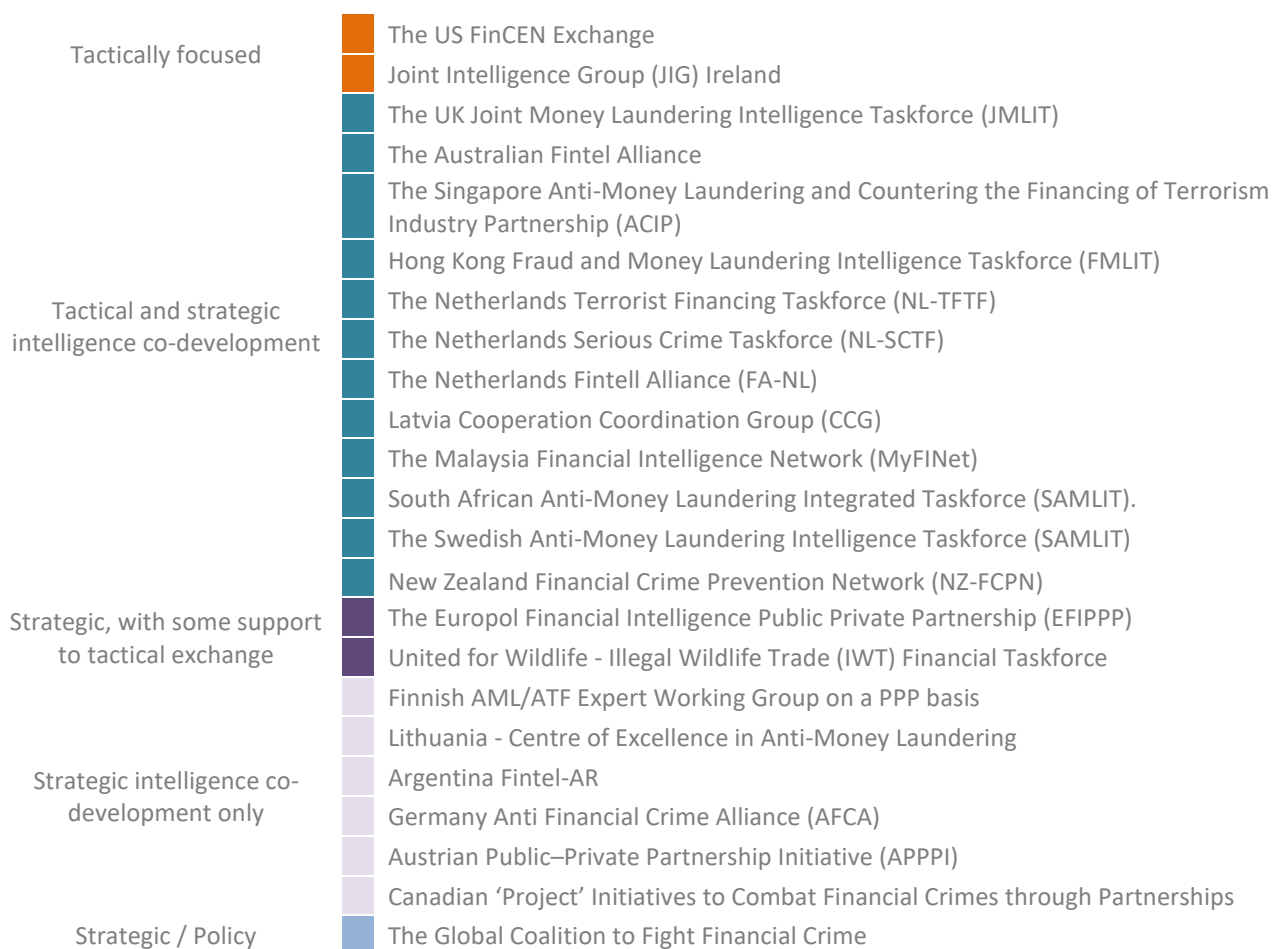 Tactically focused
The US FinCEN Exchange
Joint Intelligence Group (JIG) Ireland
Tactical and strategic
intelligence co-development
The UK Joint Money Laundering Intelligence Taskforce (JMLIT)
The Australian Fintel Alliance
The Singapore Anti-Money Laundering and Countering the Financing of Terrorism
Industry Partnership (ACIP)
Hong Kong Fraud and Money Laundering Intelligence Taskforce (FMLIT)
The Netherlands Terrorist Financing Taskforce (NL-TFTF)
The Netherlands Serious Crime Taskforce (NL-SCTF)
The Netherlands Fintell Alliance (FA-NL)
Latvia Cooperation Coordination Group (CCG)
The Malaysia Financial Intelligence Network (MyFINet)
South African Anti-Money Laundering Integrated Taskforce (SAMLIT).
The Swedish Anti-Money Laundering Intelligence Taskforce (SAMLIT)
New Zealand Financial Crime Prevention Network (NZ-FCPN)
Strategic, with some support
to tactical exchange
The Europol Financial Intelligence Public Private Partnership (EFIPPP)
United for Wildlife - Illegal Wildlife Trade (IWT) Financial Taskforce
Strategic intelligence co-
development only
Finnish AML/ATF Expert Working Group on a PPP basis
Lithuania - Centre of Excellence in Anti-Money Laundering
Argentina Fintel-AR
Germany Anti Financial Crime Alliance (AFCA)
Austrian Public–Private Partnership Initiative (APPPI)
Canadian ‘Project’ Initiatives to Combat Financial Crimes through Partnerships
Strategic / Policy
The Global Coalition to Fight Financial Crime